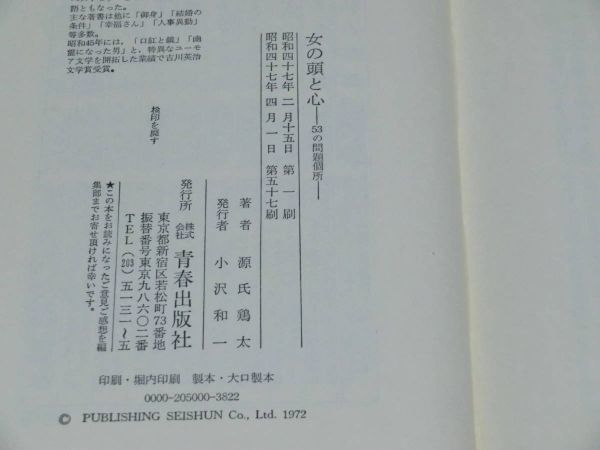 語ともなった。
主な著書は他に「御身」「結婚の
条件」「幸福さん」「人事異動」
等多数。
昭和45年には、「口紅と鏡」「幽
霊になった男」と、特異なユーモ
ア文学を開拓した業績で吉川英治
文学賞受賞。
検印を廃す
女の頭と心―53の問題個所―
昭和四十七年 二月十五日 第一刷
昭和四十七年 四月一日 第五十七刷
著者 源氏鶏太
発行者 小沢和一
発行所 株式会社 青春出版社
東京都新宿区若松町73番地
振替番号東京九八六〇二番
TEL(203)五一三一〜五
★この本をお読みになったご意見ご感想を編
集部までお寄せ頂ければ幸いです。
印刷・堀内印刷 製本・大口製本
0000-205000-3822
© PUBLISHING SEISHUN Co., Ltd. 1972